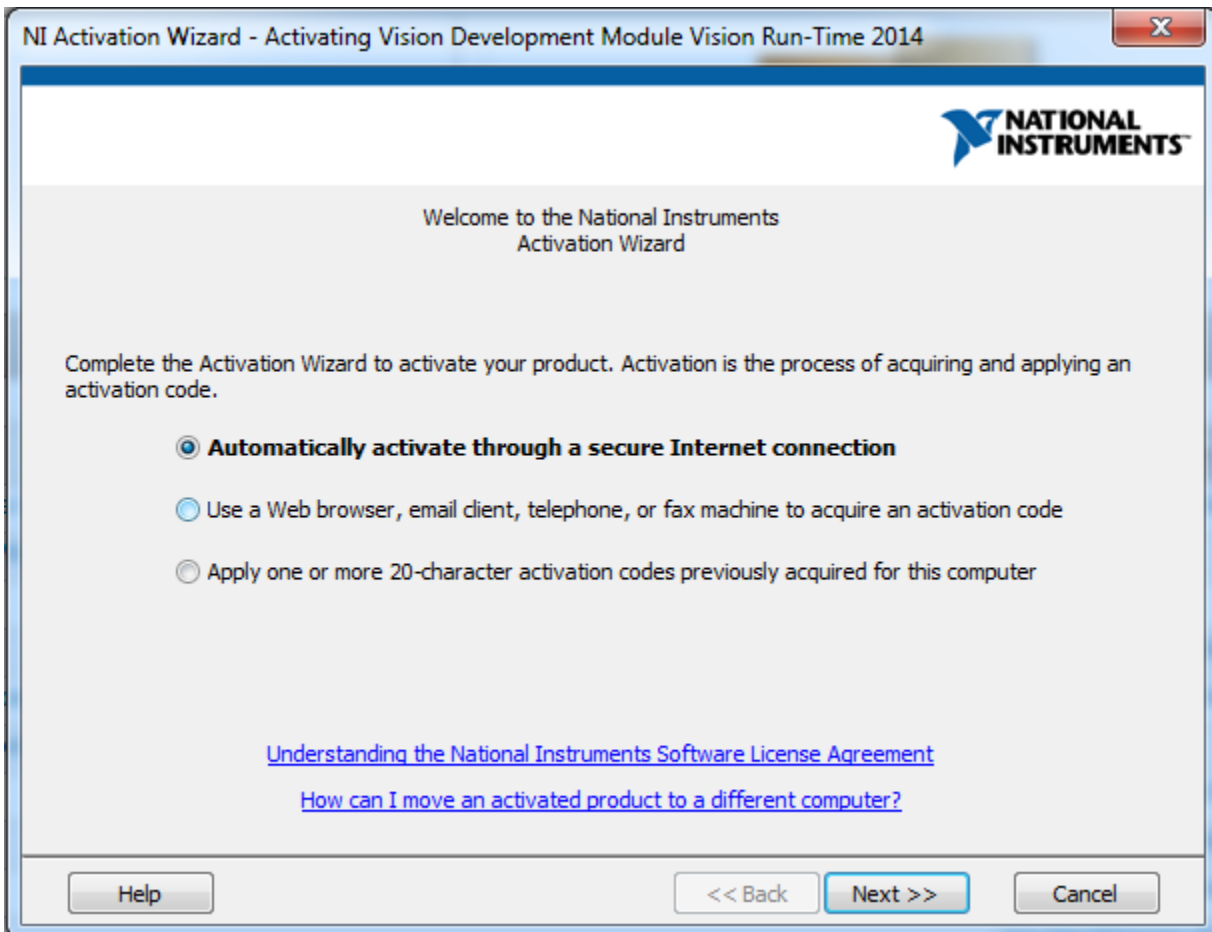 NI Activation Wizard - Activating Vision Development Module Vision Run-Time 2014
NATIONAL
INSTRUMENTS™
Welcome to the National Instruments
Activation Wizard
Complete the Activation Wizard to activate your product. Activation is the process of acquiring and applying an
activation code.
Automatically activate through a secure Internet connection
Use a Web browser, email client, telephone, or fax machine to acquire an activation code
Apply one or more 20-character activation codes previously acquired for this computer
Understanding the National Instruments Software License Agreement
How can I move an activated product to a different computer?
Help
<< Back
Next >>
Cancel